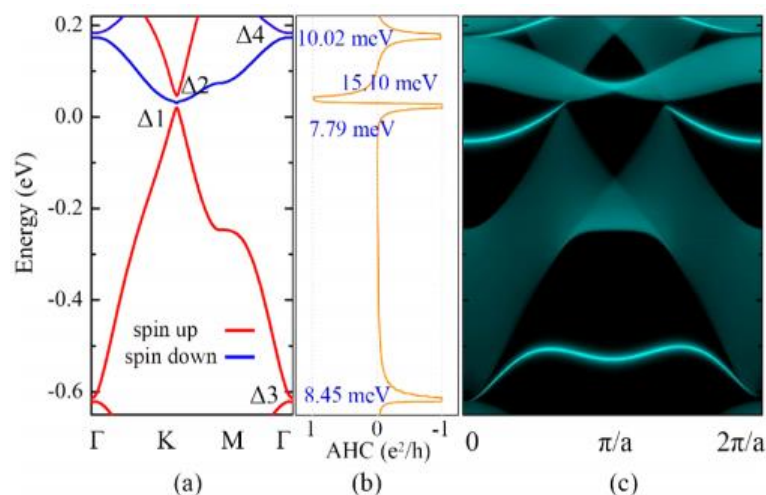 0.2
0.0
-0.2
-0.4
-0.6
Energy (eV)
Δ4
Δ2
Δ1
Δ3
spin up
spin down
Γ K M Γ
(a)
10.02 meV
15.10 meV
7.79 meV
8.45 meV
1 0 -1
AHC (e²/h)
(b)
0 π/a 2π/a
(c)